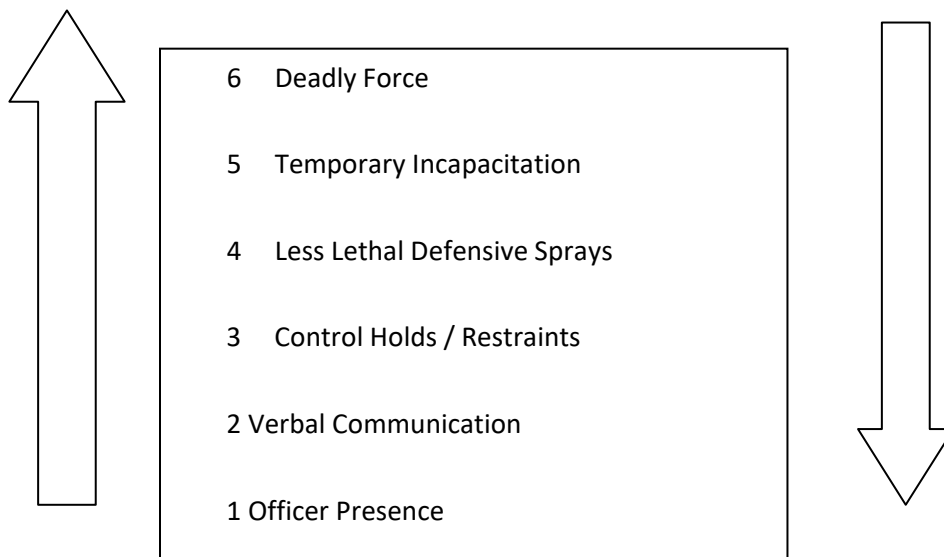 6 Deadly Force
5 Temporary Incapacitation
4 Less Lethal Defensive Sprays
3 Control Holds / Restraints
2 Verbal Communication
1 Officer Presence